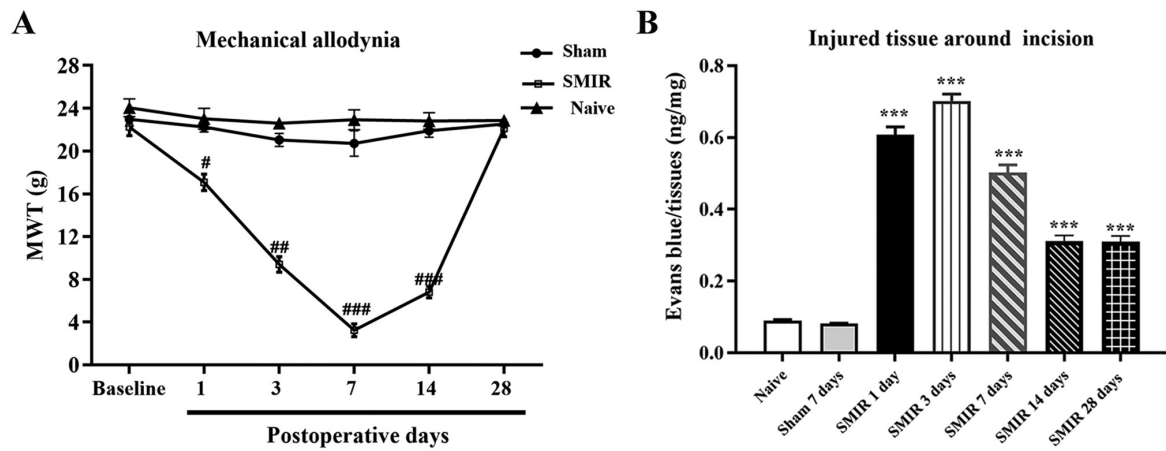 A
Mechanical allodynia
Sham
SMIR
Naive
28
24
20
16
12
8
4
0
MWT (g)
#
##
###
###
Baseline
1
3
7
14
28
Postoperative days
B
Injured tissue around incision
0.8
0.6
0.4
0.2
0.0
Evans blue/tissues (ng/mg)
***
***
***
***
***
Naive
Sham 7 days
SMIR 1 day
SMIR 3 days
SMIR 7 days
SMIR 14 days
SMIR 28 days